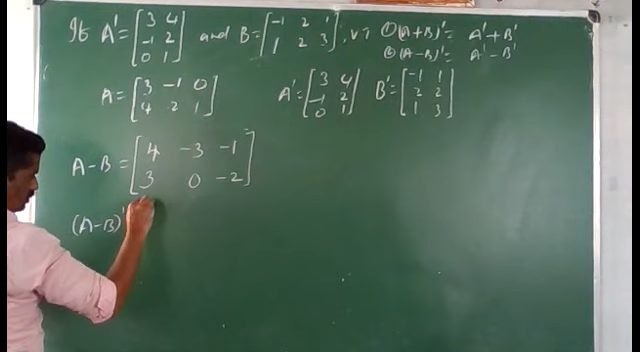 If A' = [3 4; -1 2; 0 1] and B = [-1 2 1; 1 2 3], VT ① (A+B)' = A'+B'
② (A-B)' = A'-B'
A = [3 -1 0; 4 2 1] A' = [3 4; -1 2; 0 1] B' = [-1 1; 2 2; 1 3]
A-B = [4 -3 -1; 3 0 -2]
(A-B)'